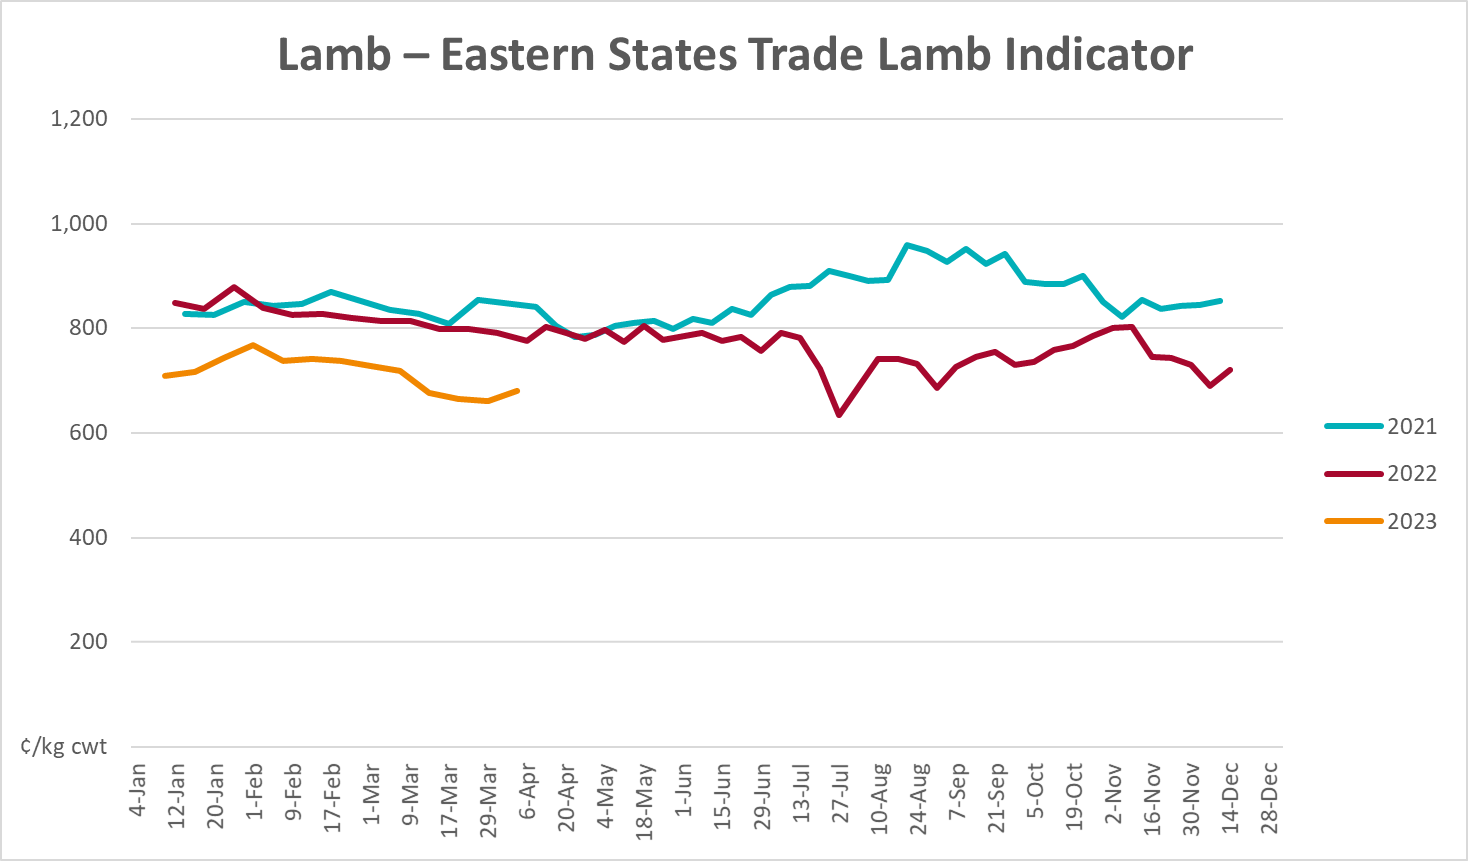 Lamb – Eastern States Trade Lamb Indicator
1,200
1,000
800
600
400
200
¢/kg cwt
4-Jan
12-Jan
20-Jan
1-Feb
9-Feb
17-Feb
1-Mar
9-Mar
17-Mar
29-Mar
6-Apr
20-Apr
4-May
18-May
1-Jun
15-Jun
29-Jun
13-Jul
27-Jul
10-Aug
24-Aug
7-Sep
21-Sep
5-Oct
19-Oct
2-Nov
16-Nov
30-Nov
14-Dec
28-Dec
2021
2022
2023